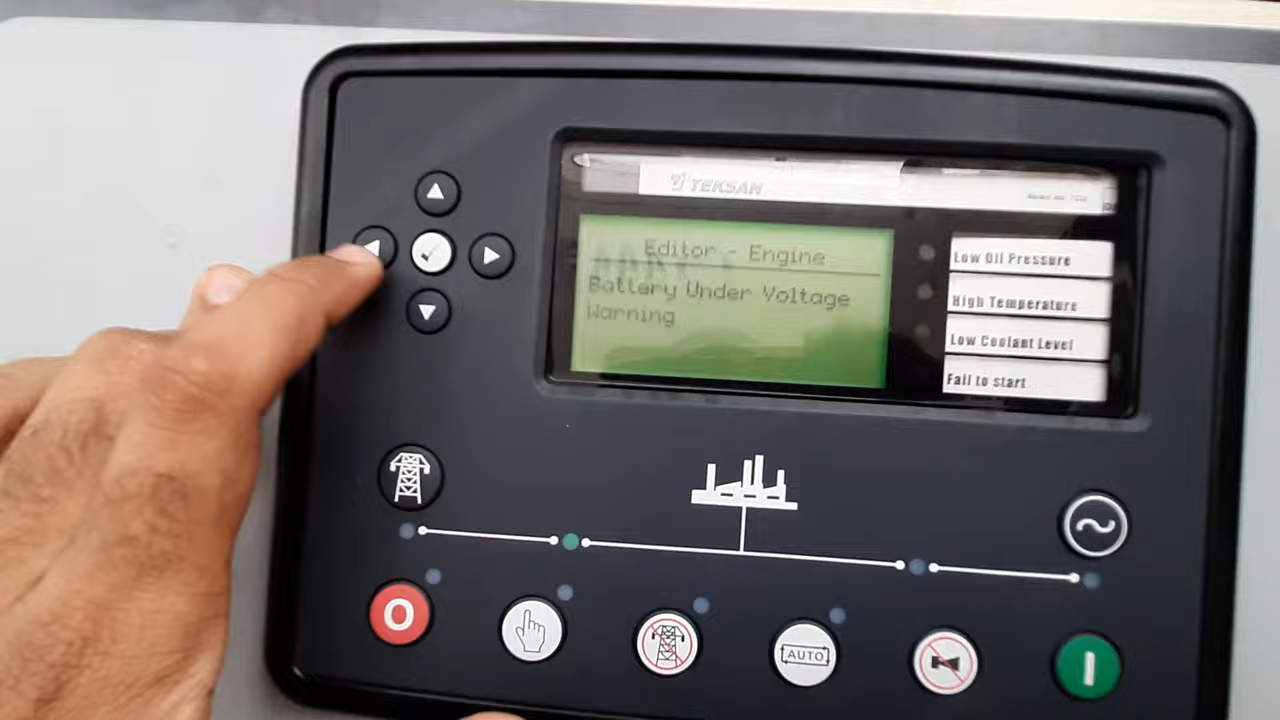 TEKSAN
Editor - Engine
Battery Under Voltage
Warning
Low Oil Pressure
High Temperature
Low Coolant Level
Fail to start
AUTO